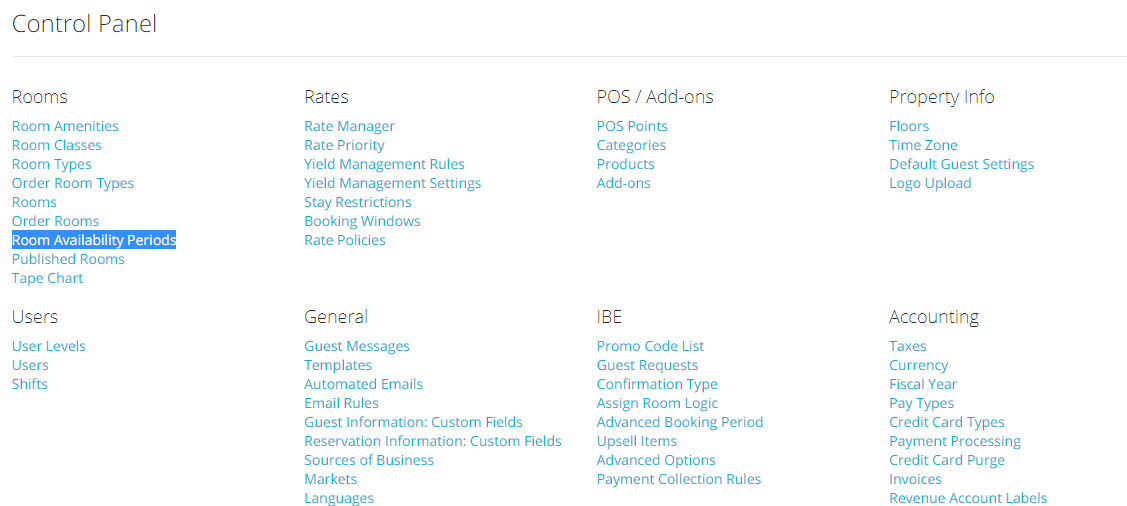 Control Panel
Rooms
Room Amenities
Room Classes
Room Types
Order Room Types
Rooms
Order Rooms
Room Availability Periods
Published Rooms
Tape Chart
Rates
Rate Manager
Rate Priority
Yield Management Rules
Yield Management Settings
Stay Restrictions
Booking Windows
Rate Policies
POS / Add-ons
POS Points
Categories
Products
Add-ons
Property Info
Floors
Time Zone
Default Guest Settings
Logo Upload
Users
User Levels
Users
Shifts
General
Guest Messages
Templates
Automated Emails
Email Rules
Guest Information: Custom Fields
Reservation Information: Custom Fields
Sources of Business
Markets
Languages
IBE
Promo Code List
Guest Requests
Confirmation Type
Assign Room Logic
Advanced Booking Period
Upsell Items
Advanced Options
Payment Collection Rules
Accounting
Taxes
Currency
Fiscal Year
Pay Types
Credit Card Types
Payment Processing
Credit Card Purge
Invoices
Revenue Account Labels